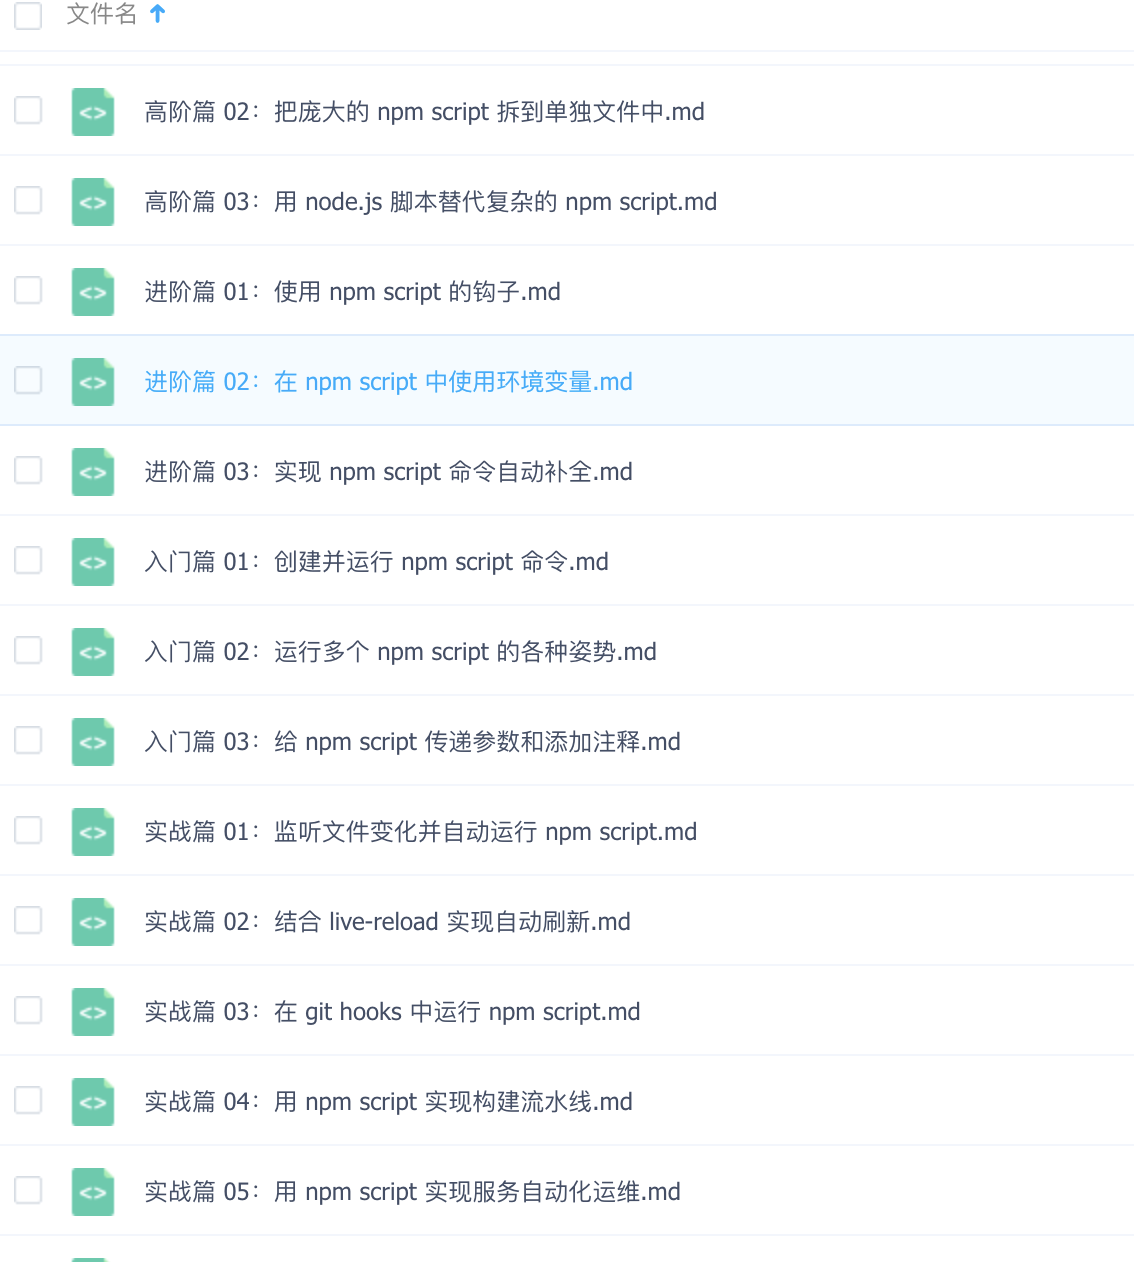 文件名
高阶篇 02：把庞大的 npm script 拆到单独文件中.md
高阶篇 03：用 node.js 脚本替代复杂的 npm script.md
进阶篇 01：使用 npm script 的钩子.md
进阶篇 02：在 npm script 中使用环境变量.md
进阶篇 03：实现 npm script 命令自动补全.md
入门篇 01：创建并运行 npm script 命令.md
入门篇 02：运行多个 npm script 的各种姿势.md
入门篇 03：给 npm script 传递参数和添加注释.md
实战篇 01：监听文件变化并自动运行 npm script.md
实战篇 02：结合 live-reload 实现自动刷新.md
实战篇 03：在 git hooks 中运行 npm script.md
实战篇 04：用 npm script 实现构建流水线.md
实战篇 05：用 npm script 实现服务自动化运维.md